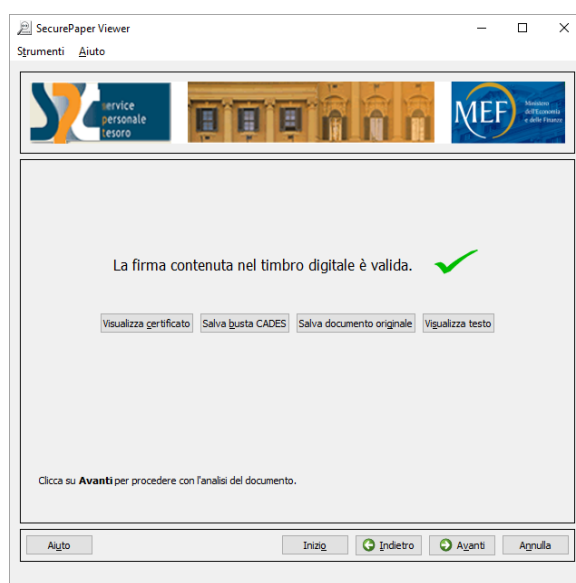 SecurePaper Viewer
Strumenti Aiuto
service
personale
tesoro
MEF
Ministero
dell'Economia
e delle Finanze
La firma contenuta nel timbro digitale è valida.
Visualizza certificato Salva busta CADES Salva documento originale Visualizza testo
Clicca su Avanti per procedere con l'analisi del documento.
Aiuto Inizio Indietro Avanti Annulla